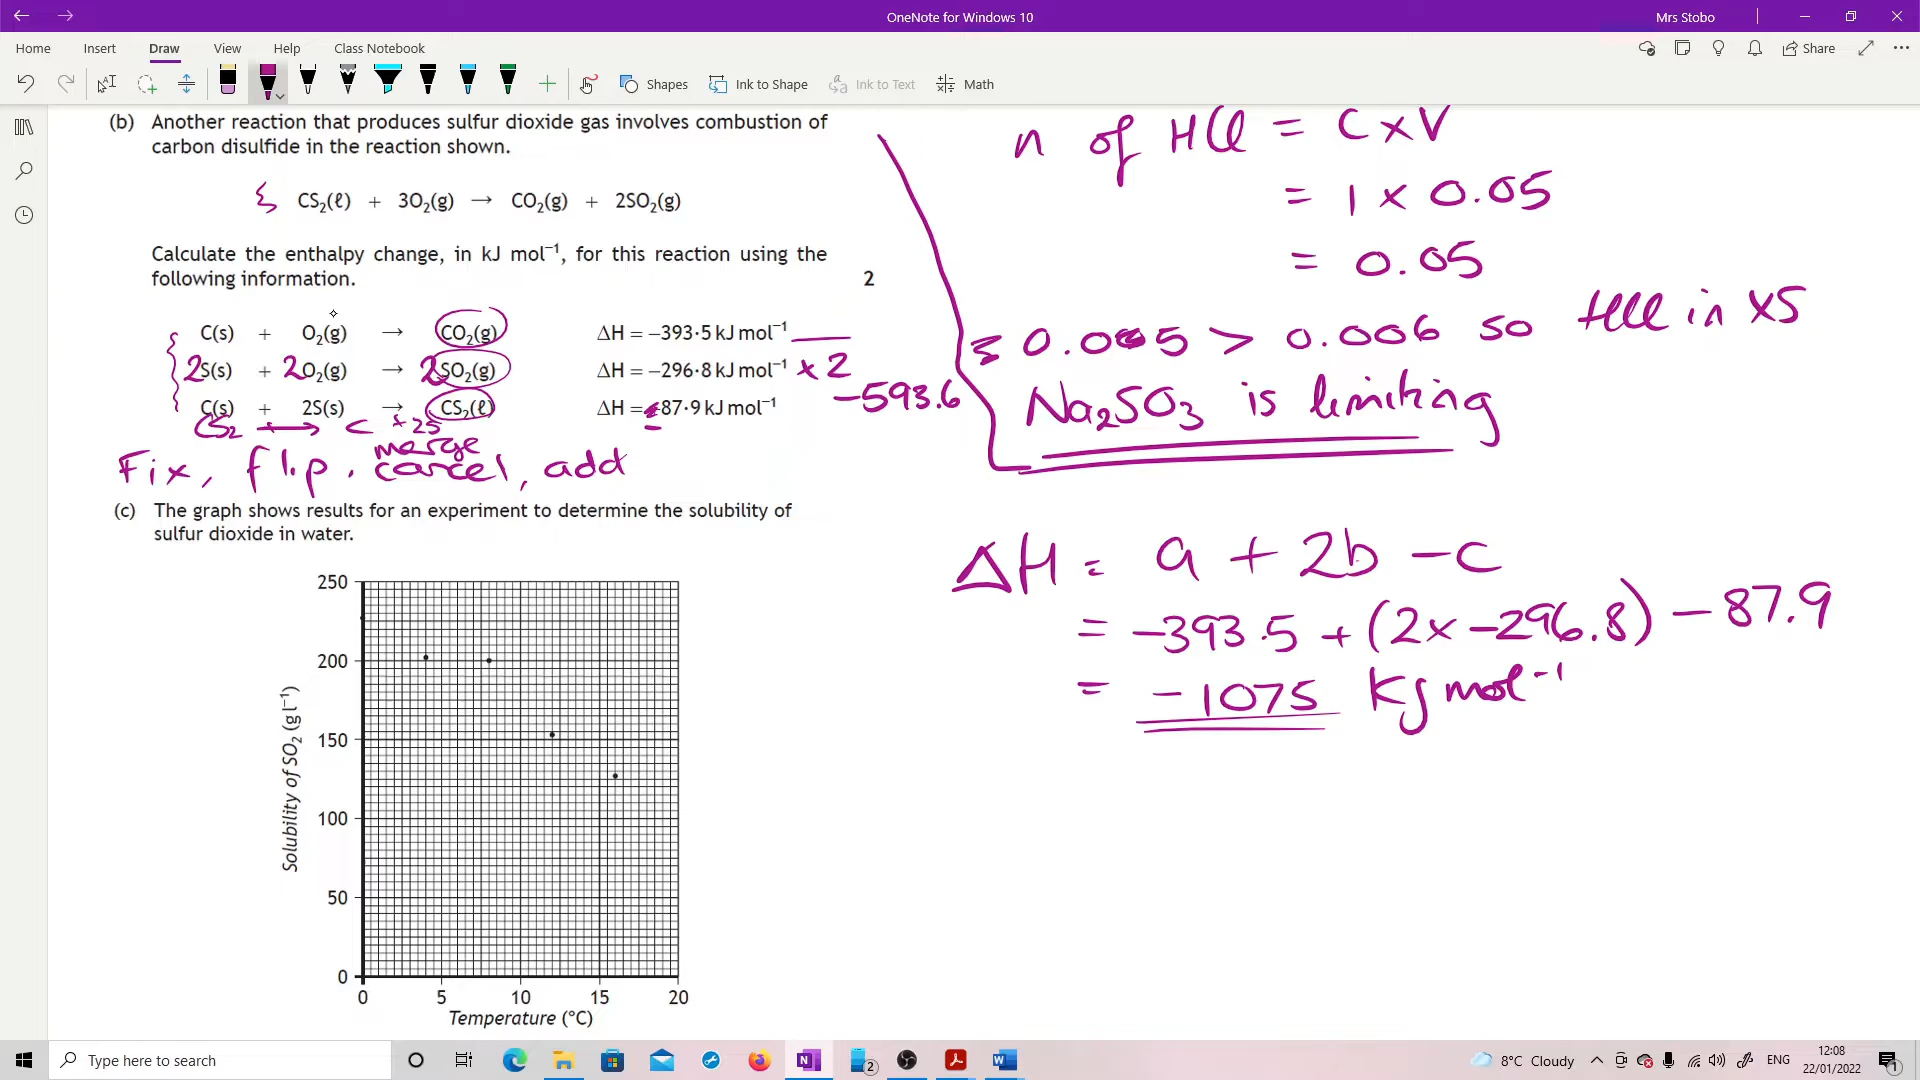 OneNote for Windows 10
Mrs Stobo
Home Insert Draw View Help Class Notebook
Share
Shapes Ink to Shape Ink to Text Math
(b) Another reaction that produces sulfur dioxide gas involves combustion of
carbon disulfide in the reaction shown.
CS₂(ℓ) + 3O₂(g) → CO₂(g) + 2SO₂(g)
Calculate the enthalpy change, in kJ mol⁻¹, for this reaction using the
following information.
2
C(s) + O₂(g) → CO₂(g) ΔH = −393·5 kJ mol⁻¹
2S(s) + 2O₂(g) → 2SO₂(g) ΔH = −296·8 kJ mol⁻¹ × 2
−593.6
C(s) + 2S(s) → CS₂(ℓ) ΔH = 87·9 kJ mol⁻¹
CS₂ → C + 2S
merge
Fix, flip, cancel, add
(c) The graph shows results for an experiment to determine the solubility of
sulfur dioxide in water.
250
200
150
100
50
0
0 5 10 15 20
Solubility of SO₂ (g l⁻¹)
Temperature (°C)
n of HCl = C × V
= 1 × 0.05
= 0.05
0.05 > 0.006 so HCl in XS
Na₂SO₃ is limiting
ΔH = a + 2b − c
= −393.5 + (2× −296.8) − 87.9
= −1075 KJ mol⁻¹
Type here to search
2
8°C Cloudy
ENG
12:08
22/01/2022
1